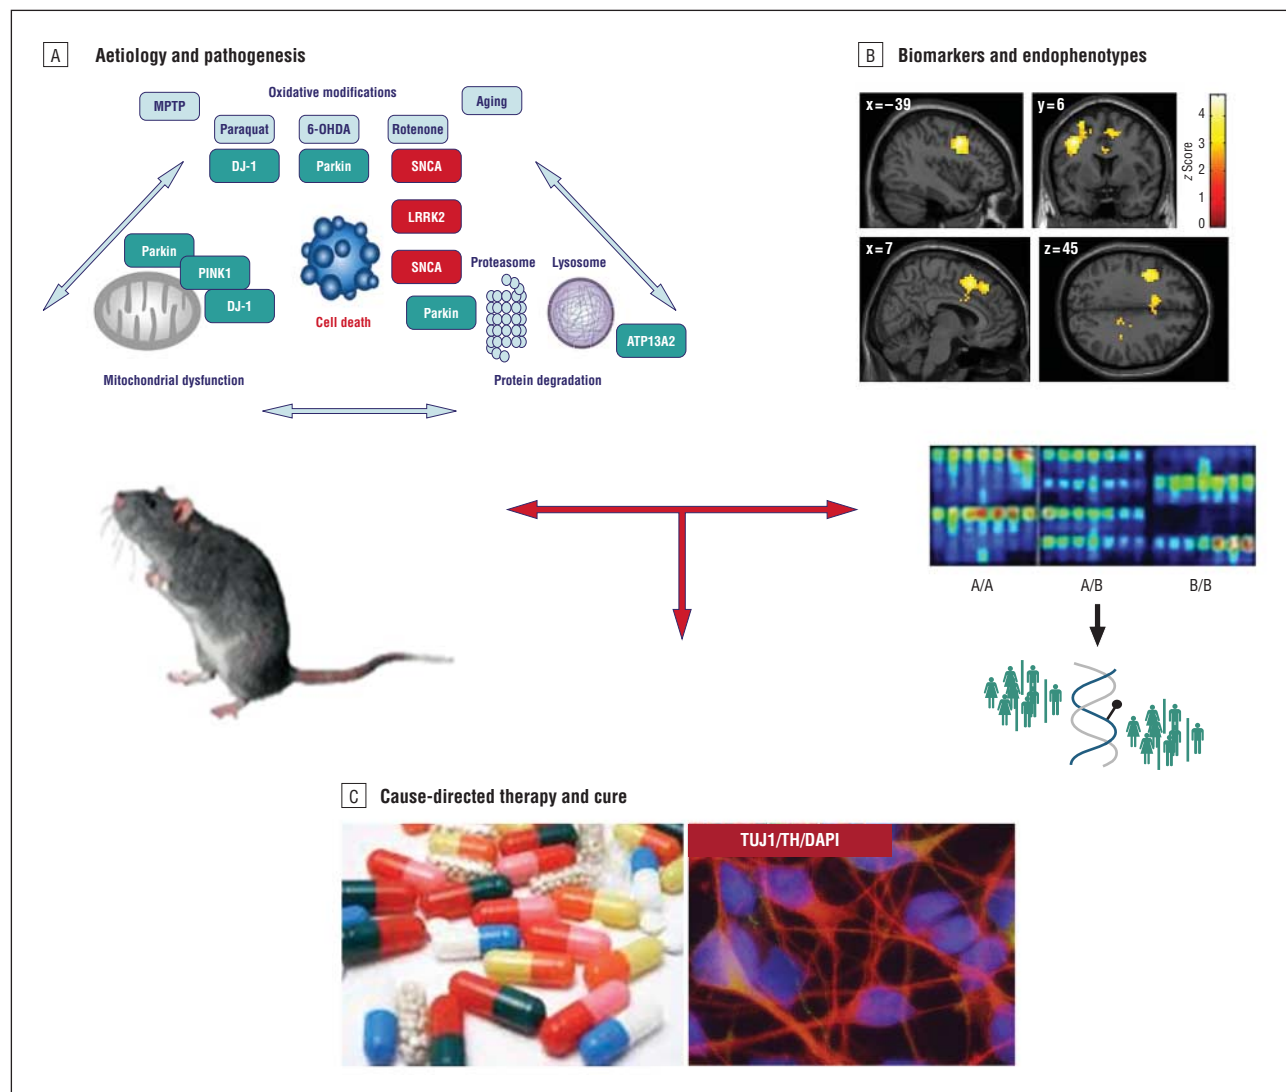 A Aetiology and pathogenesis
MPTP
Oxidative modifications
Aging
Paraquat
6-OHDA
Rotenone
DJ-1
Parkin
SNCA
LRRK2
Parkin
PINK1
DJ-1
SNCA
Proteasome
Lysosome
Cell death
Parkin
ATP13A2
Mitochondrial dysfunction
Protein degradation
B Biomarkers and endophenotypes
x=–39
y=6
4
3
2
1
0
z Score
x=7
z=45
A/A
A/B
B/B
C Cause-directed therapy and cure
TUJ1/TH/DAPI